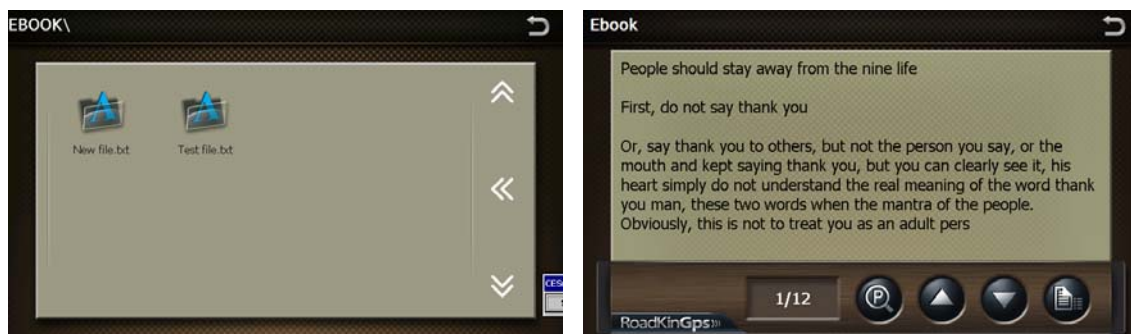 EBOOK\
New file.txt
Test file.txt
Ebook
People should stay away from the nine life
First, do not say thank you
Or, say thank you to others, but not the person you say, or the
mouth and kept saying thank you, but you can clearly see it, his
heart simply do not understand the real meaning of the word thank
you man, these two words when the mantra of the people.
Obviously, this is not to treat you as an adult pers
1/12
P
RoadKinGps